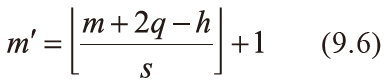 m′ = ⌊(m + 2q − h) / s⌋ + 1 (9.6)